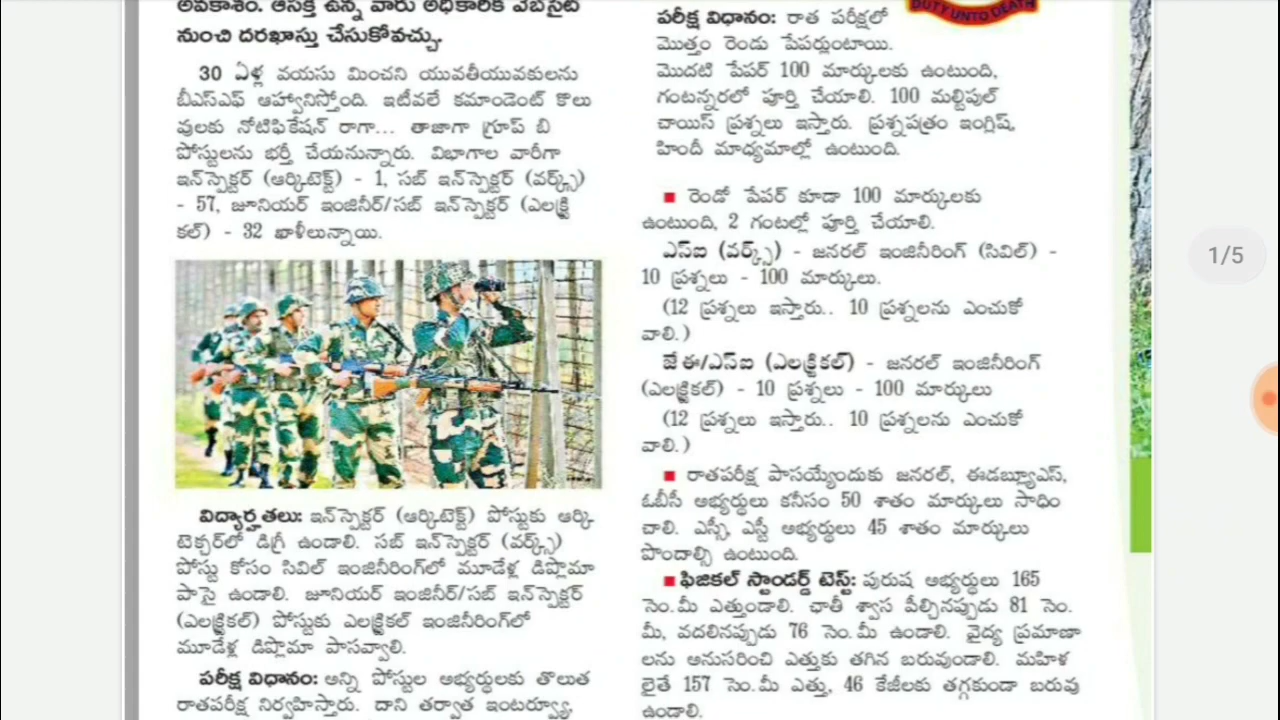 అవకాశం. ఆసక్తి ఉన్న వారు అధికారిక వెబ్‌సైట్
నుంచి దరఖాస్తు చేసుకోవచ్చు.
30 ఏళ్ల వయసు మించని యువతీయువకులను
బీఎస్ఎఫ్ ఆహ్వానిస్తోంది. ఇటీవలే కమాండెంట్ కొలు
వులకు నోటిఫికేషన్ రాగా... తాజాగా గ్రూప్ బి
పోస్టులను భర్తీ చేయనున్నారు. విభాగాల వారీగా
ఇన్‌స్పెక్టర్ (ఆర్కిటెక్ట్) - 1, సబ్ ఇన్‌స్పెక్టర్ (వర్క్స్)
- 57, జూనియర్ ఇంజినీర్/సబ్ ఇన్‌స్పెక్టర్ (ఎలక్ట్రి
కల్) - 32 ఖాళీలున్నాయి.
విద్యార్హతలు: ఇన్‌స్పెక్టర్ (ఆర్కిటెక్ట్) పోస్టుకు ఆర్కి
టెక్చర్‌లో డిగ్రీ ఉండాలి. సబ్ ఇన్‌స్పెక్టర్ (వర్క్స్)
పోస్టు కోసం సివిల్ ఇంజినీరింగ్‌లో మూడేళ్ల డిప్లొమా
పాసై ఉండాలి. జూనియర్ ఇంజినీర్/సబ్ ఇన్‌స్పెక్టర్
(ఎలక్ట్రికల్) పోస్టుకు ఎలక్ట్రికల్ ఇంజినీరింగ్‌లో
మూడేళ్ల డిప్లొమా పాసవ్వాలి.
పరీక్ష విధానం: అన్ని పోస్టుల అభ్యర్థులకు తొలుత
రాతపరీక్ష నిర్వహిస్తారు. దాని తర్వాత ఇంటర్వ్యూ,
DUTY UNTO DEATH
పరీక్ష విధానం: రాత పరీక్షలో
మొత్తం రెండు పేపర్లుంటాయి.
మొదటి పేపర్ 100 మార్కులకు ఉంటుంది,
గంటన్నరలో పూర్తి చేయాలి. 100 మల్టిపుల్
చాయిస్ ప్రశ్నలు ఇస్తారు. ప్రశ్నపత్రం ఇంగ్లిష్,
హిందీ మాధ్యమాల్లో ఉంటుంది.
■ రెండో పేపర్ కూడా 100 మార్కులకు
ఉంటుంది, 2 గంటల్లో పూర్తి చేయాలి.
ఎస్ఐ (వర్క్స్) - జనరల్ ఇంజినీరింగ్ (సివిల్) -
10 ప్రశ్నలు - 100 మార్కులు.
(12 ప్రశ్నలు ఇస్తారు.. 10 ప్రశ్నలను ఎంచుకో
వాలి.)
జేఈ/ఎస్ఐ (ఎలక్ట్రికల్) - జనరల్ ఇంజినీరింగ్
(ఎలక్ట్రికల్) - 10 ప్రశ్నలు - 100 మార్కులు
(12 ప్రశ్నలు ఇస్తారు.. 10 ప్రశ్నలను ఎంచుకో
వాలి.)
■ రాతపరీక్ష పాసయ్యేందుకు జనరల్, ఈడబ్ల్యూఎస్,
ఓబీసీ అభ్యర్థులు కనీసం 50 శాతం మార్కులు సాధిం
చాలి. ఎస్సీ, ఎస్టీ అభ్యర్థులు 45 శాతం మార్కులు
పొందాల్సి ఉంటుంది.
■ ఫిజికల్ స్టాండర్డ్ టెస్ట్: పురుష అభ్యర్థులు 165
సెం.మీ ఎత్తుండాలి. ఛాతీ శ్వాస పీల్చినప్పుడు 81 సెం.
మీ, వదలినప్పుడు 76 సెం.మీ ఉండాలి. వైద్య ప్రమాణా
లను అనుసరించి ఎత్తుకు తగిన బరువుండాలి. మహిళ
లైతే 157 సెం.మీ ఎత్తు, 46 కేజీలకు తగ్గకుండా బరువు
ఉండాలి.
1/5